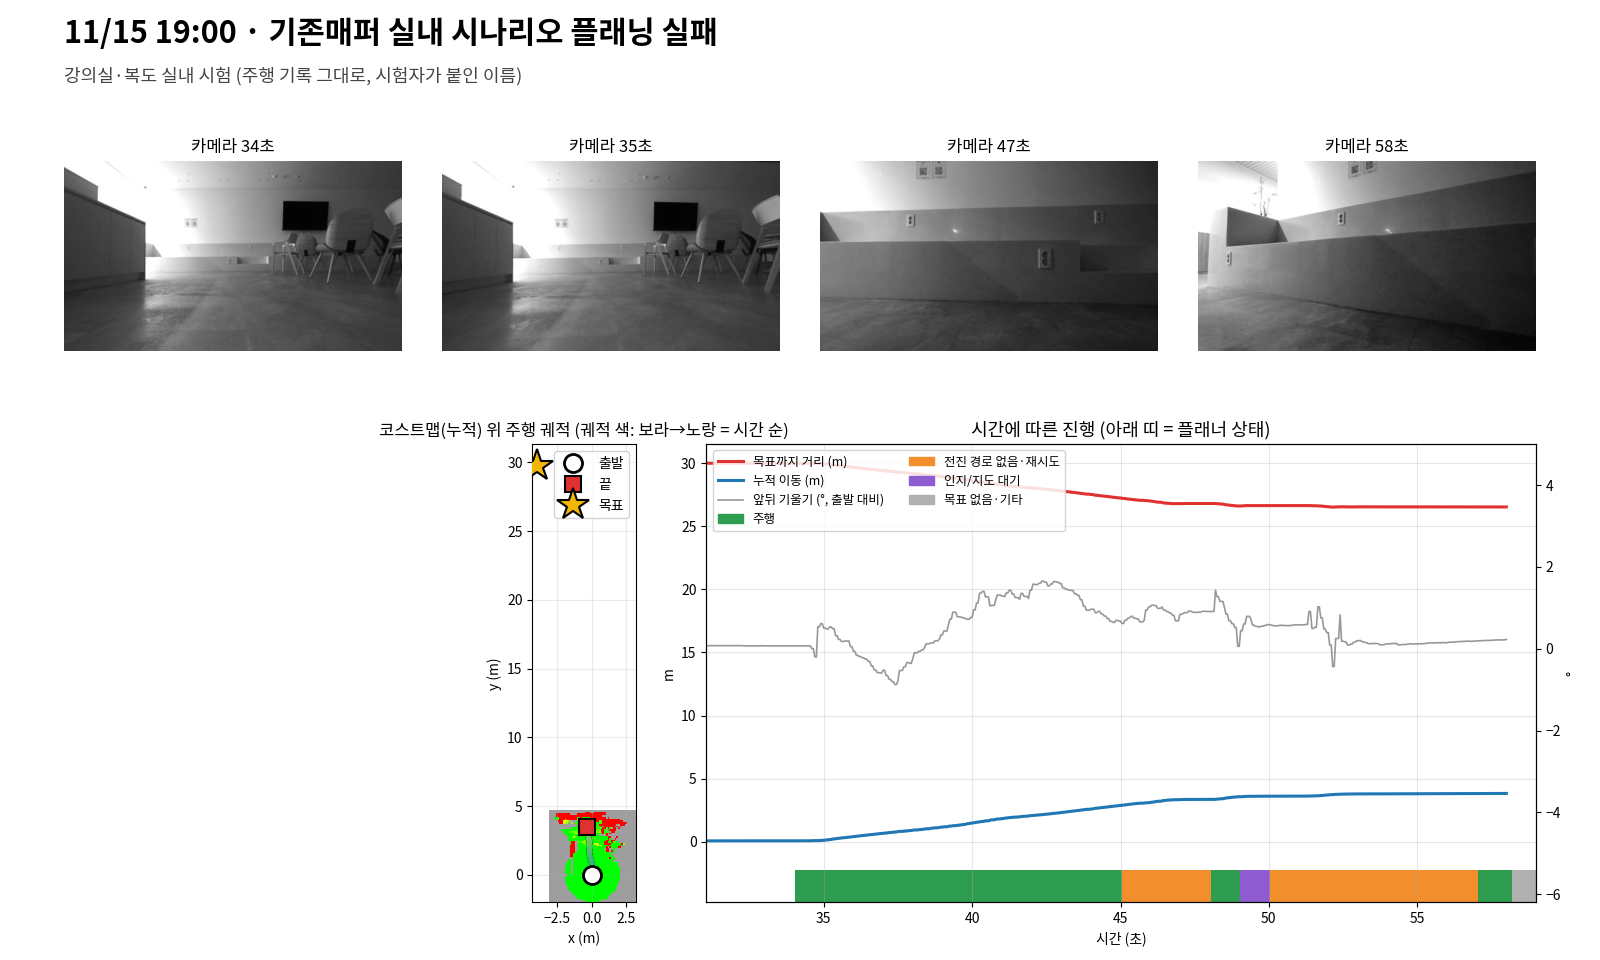 11/15 19:00 · 기존매퍼 실내 시나리오 플래닝 실패
강의실·복도 실내 시험 (주행 기록 그대로, 시험자가 붙인 이름)
카메라 34초
카메라 35초
카메라 47초
카메라 58초
코스트맵(누적) 위 주행 궤적 (궤적 색: 보라→노랑 = 시간 순)
출발
끝
목표
30
25
20
15
10
5
0
y (m)
−2.5 0.0 2.5
x (m)
시간에 따른 진행 (아래 띠 = 플래너 상태)
목표까지 거리 (m)
누적 이동 (m)
앞뒤 기울기 (°, 출발 대비)
주행
전진 경로 없음·재시도
인지/지도 대기
목표 없음·기타
30
25
20
15
10
5
0
m
4
2
0
−2
−4
−6
°
35 40 45 50 55
시간 (초)